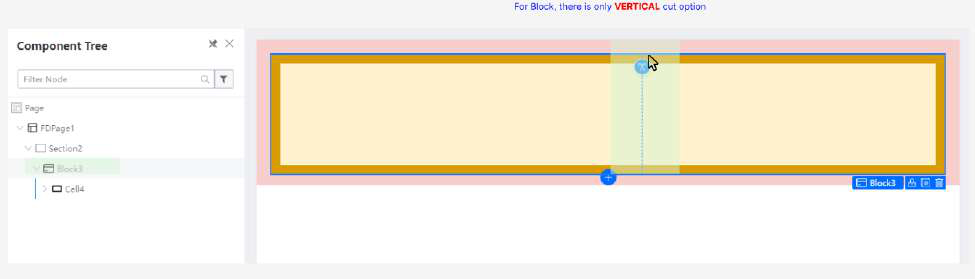 For Block, there is only VERTICAL cut option
Component Tree
Filter Node
Page
FDPage1
Section2
Block3
Cell4
Block3